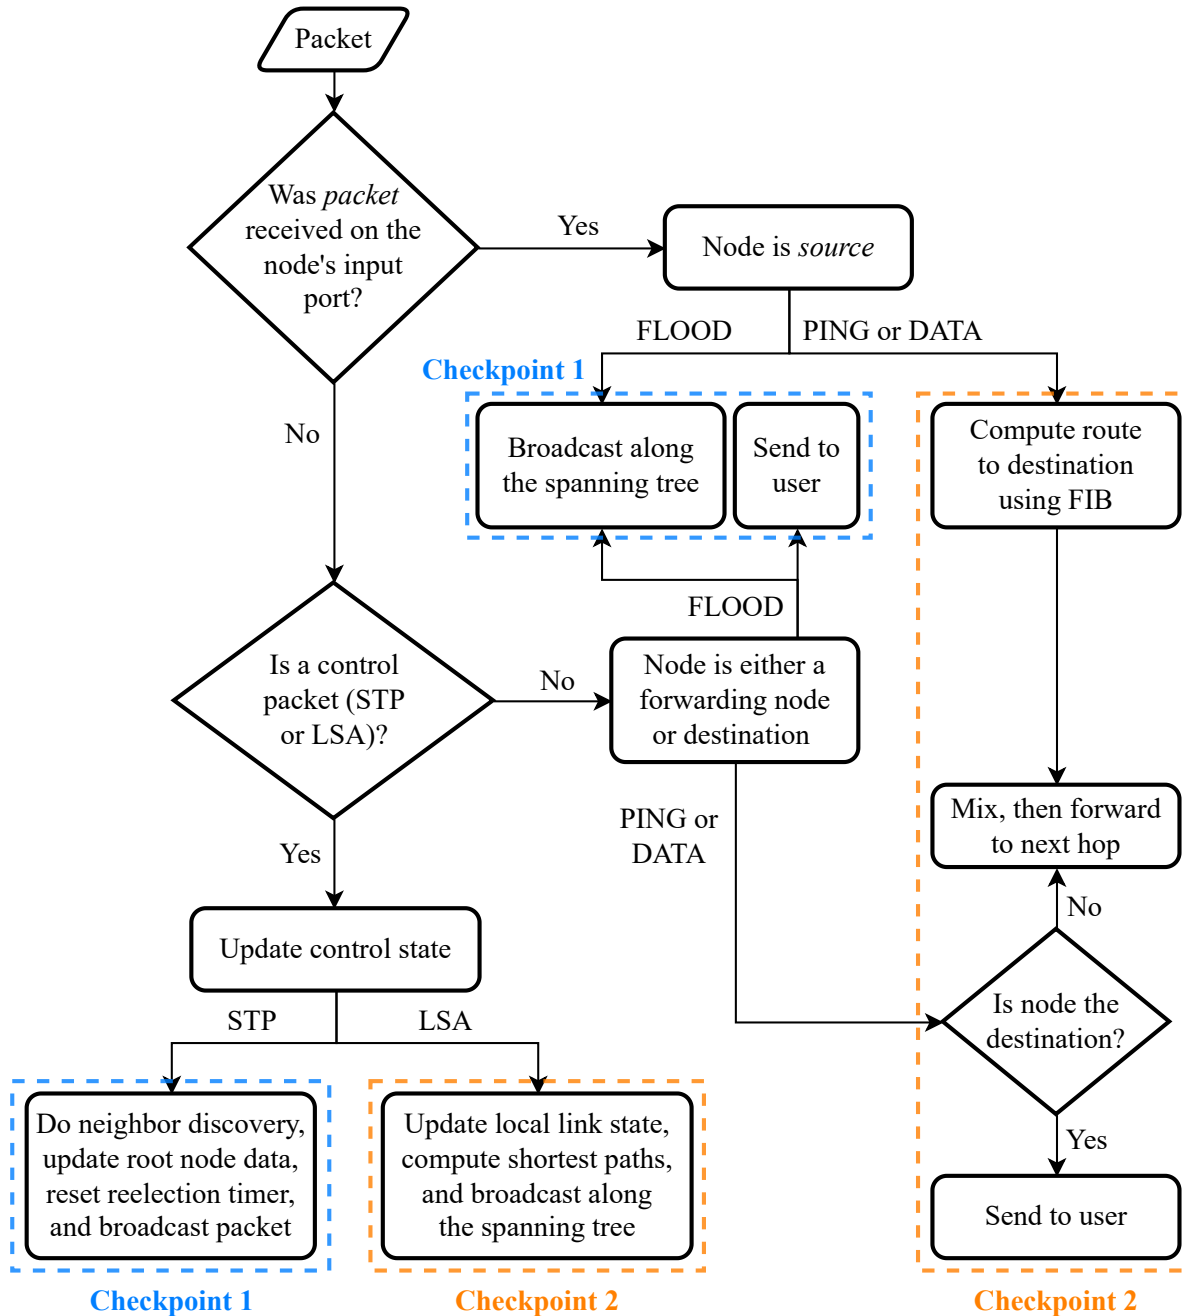 Packet
Was packet
received on the
node's input
port?
Yes
Node is source
FLOOD
PING or DATA
Checkpoint 1
No
Broadcast along
the spanning tree
Send to
user
Compute route
to destination
using FIB
FLOOD
Is a control
packet (STP
or LSA)?
No
Node is either a
forwarding node
or destination
Mix, then forward
to next hop
PING or
DATA
Yes
No
Update control state
Is node the
destination?
STP
LSA
Do neighbor discovery,
update root node data,
reset reelection timer,
and broadcast packet
Update local link state,
compute shortest paths,
and broadcast along
the spanning tree
Yes
Send to user
Checkpoint 1
Checkpoint 2
Checkpoint 2